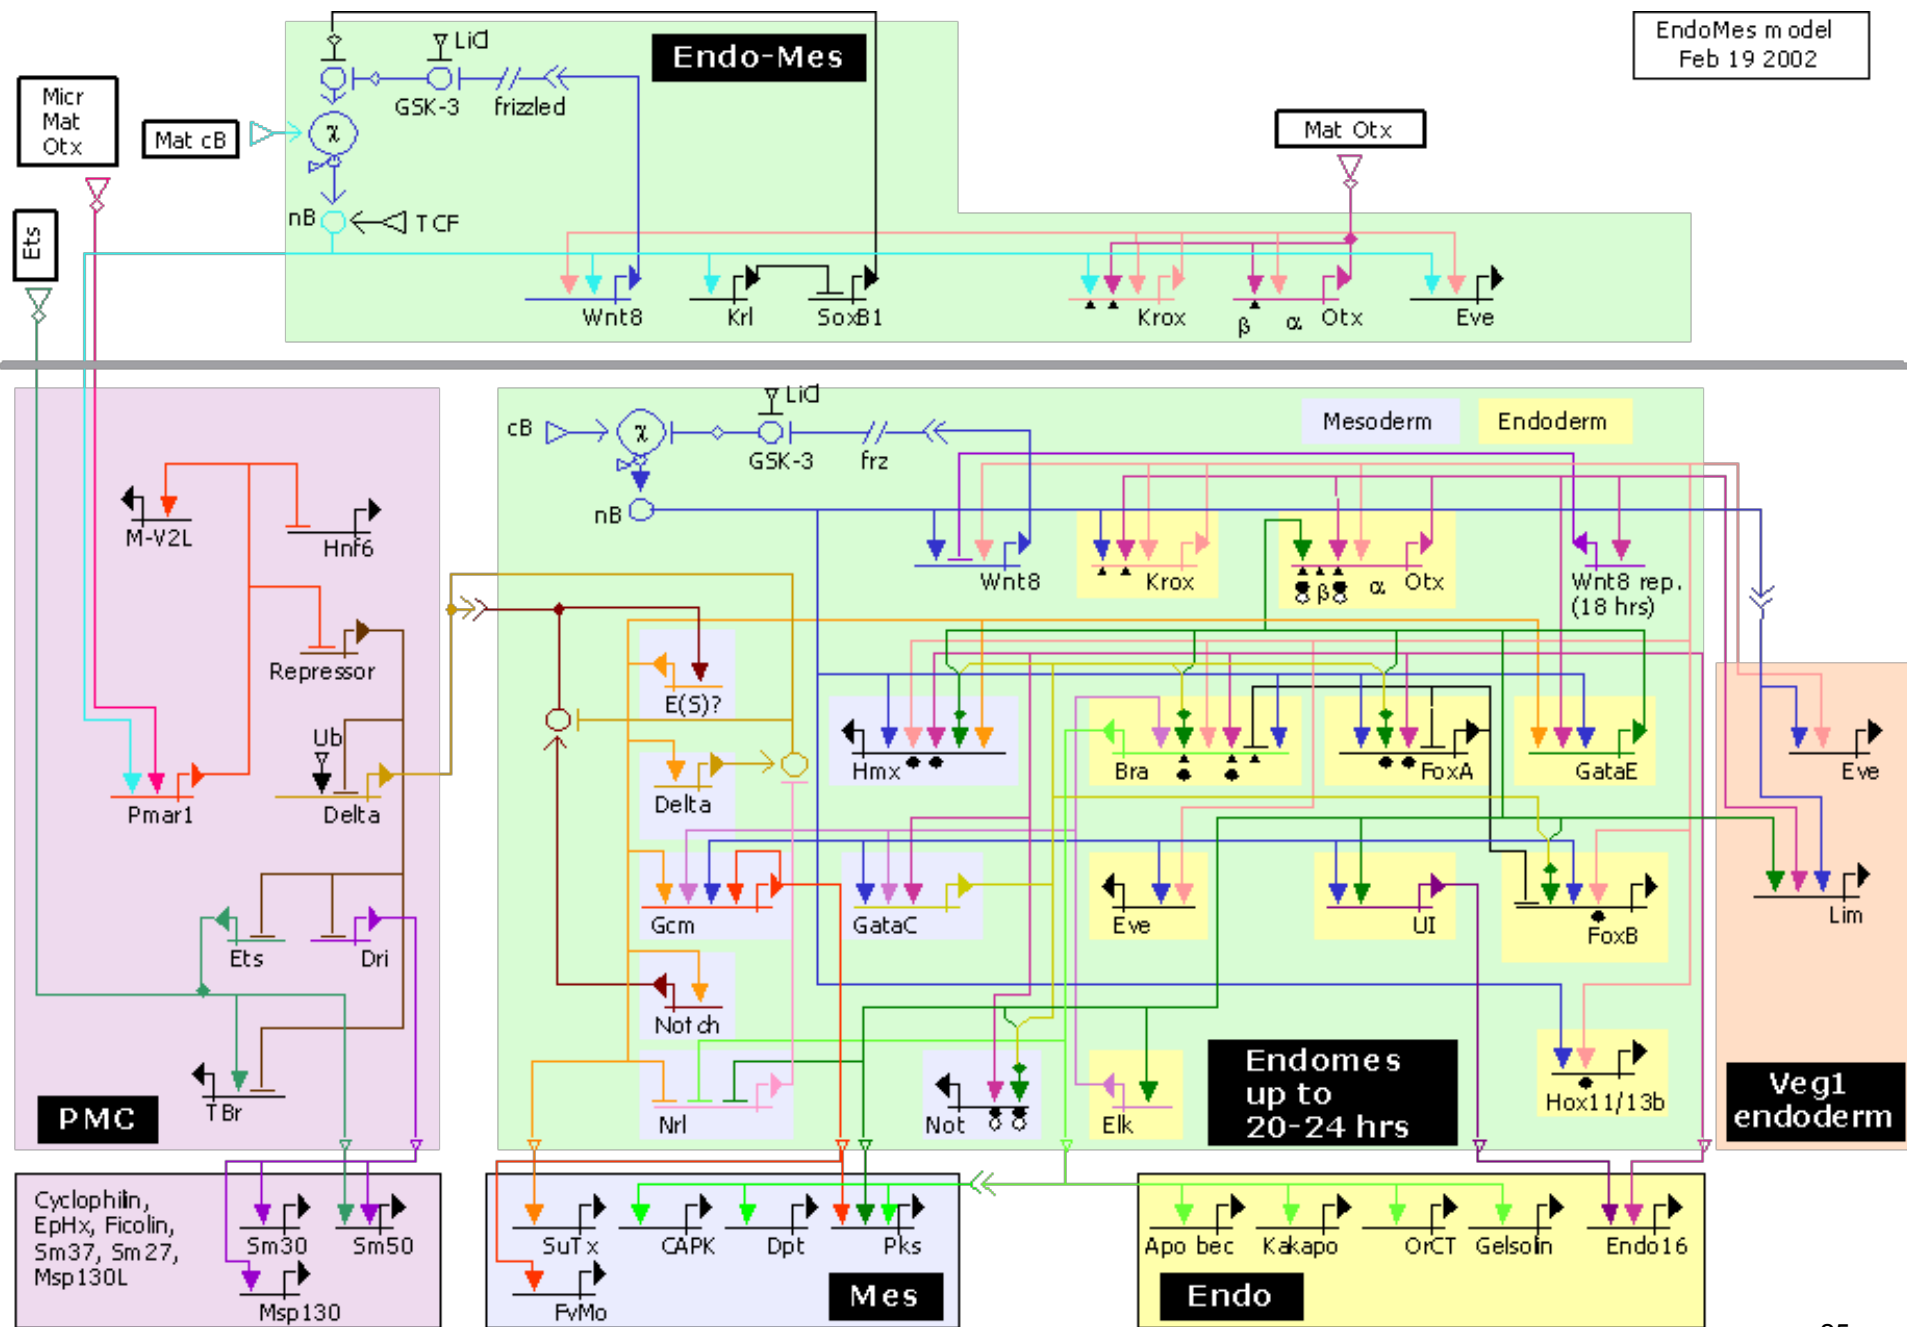 EndoMes model
Feb 19 2002
Endo-Mes
LiCl
GSK-3
frizzled
Micr
Mat
Otx
Mat cB
χ
Mat Otx
nB
TCF
Ets
Wnt8
Krl
SoxB1
Krox
β
α
Otx
Eve
LiCl
cB
χ
GSK-3
frz
nB
Mesoderm
Endoderm
M-V2L
Hnf6
Wnt8
Krox
β
α
Otx
Wnt8 rep.
(18 hrs)
Repressor
E(S)?
Ub
Pmar1
Delta
Delta
Hmx
Bra
FoxA
GataE
Eve
Ets
Dri
Gcm
GataC
Eve
UI
FoxB
Lim
Notch
TBr
Nrl
Not
Elk
Hox11/13b
PMC
Endomes
up to
20-24 hrs
Veg1
endoderm
Cyclophilin,
EpHx, Ficolin,
Sm37, Sm27,
Msp130L
Sm30
Sm50
Msp130
SuTx
CAPK
Dpt
Pks
FvMo
Mes
Apo bec
Kakapo
OrCT
Gelsolin
Endo16
Endo